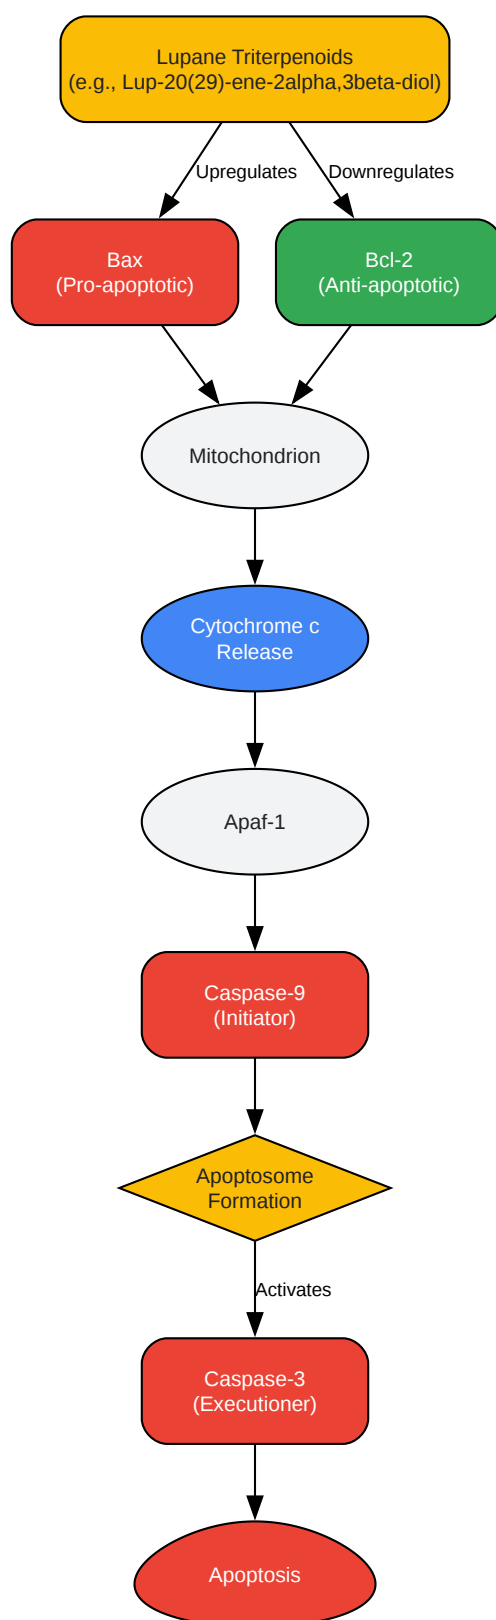 Lupane Triterpenoids
(e.g., Lup-20(29)-ene-2alpha,3beta-diol)
Upregulates
Downregulates
Bax
(Pro-apoptotic)
Bcl-2
(Anti-apoptotic)
Mitochondrion
Cytochrome c
Release
Apaf-1
Caspase-9
(Initiator)
Apoptosome
Formation
Activates
Caspase-3
(Executioner)
Apoptosis